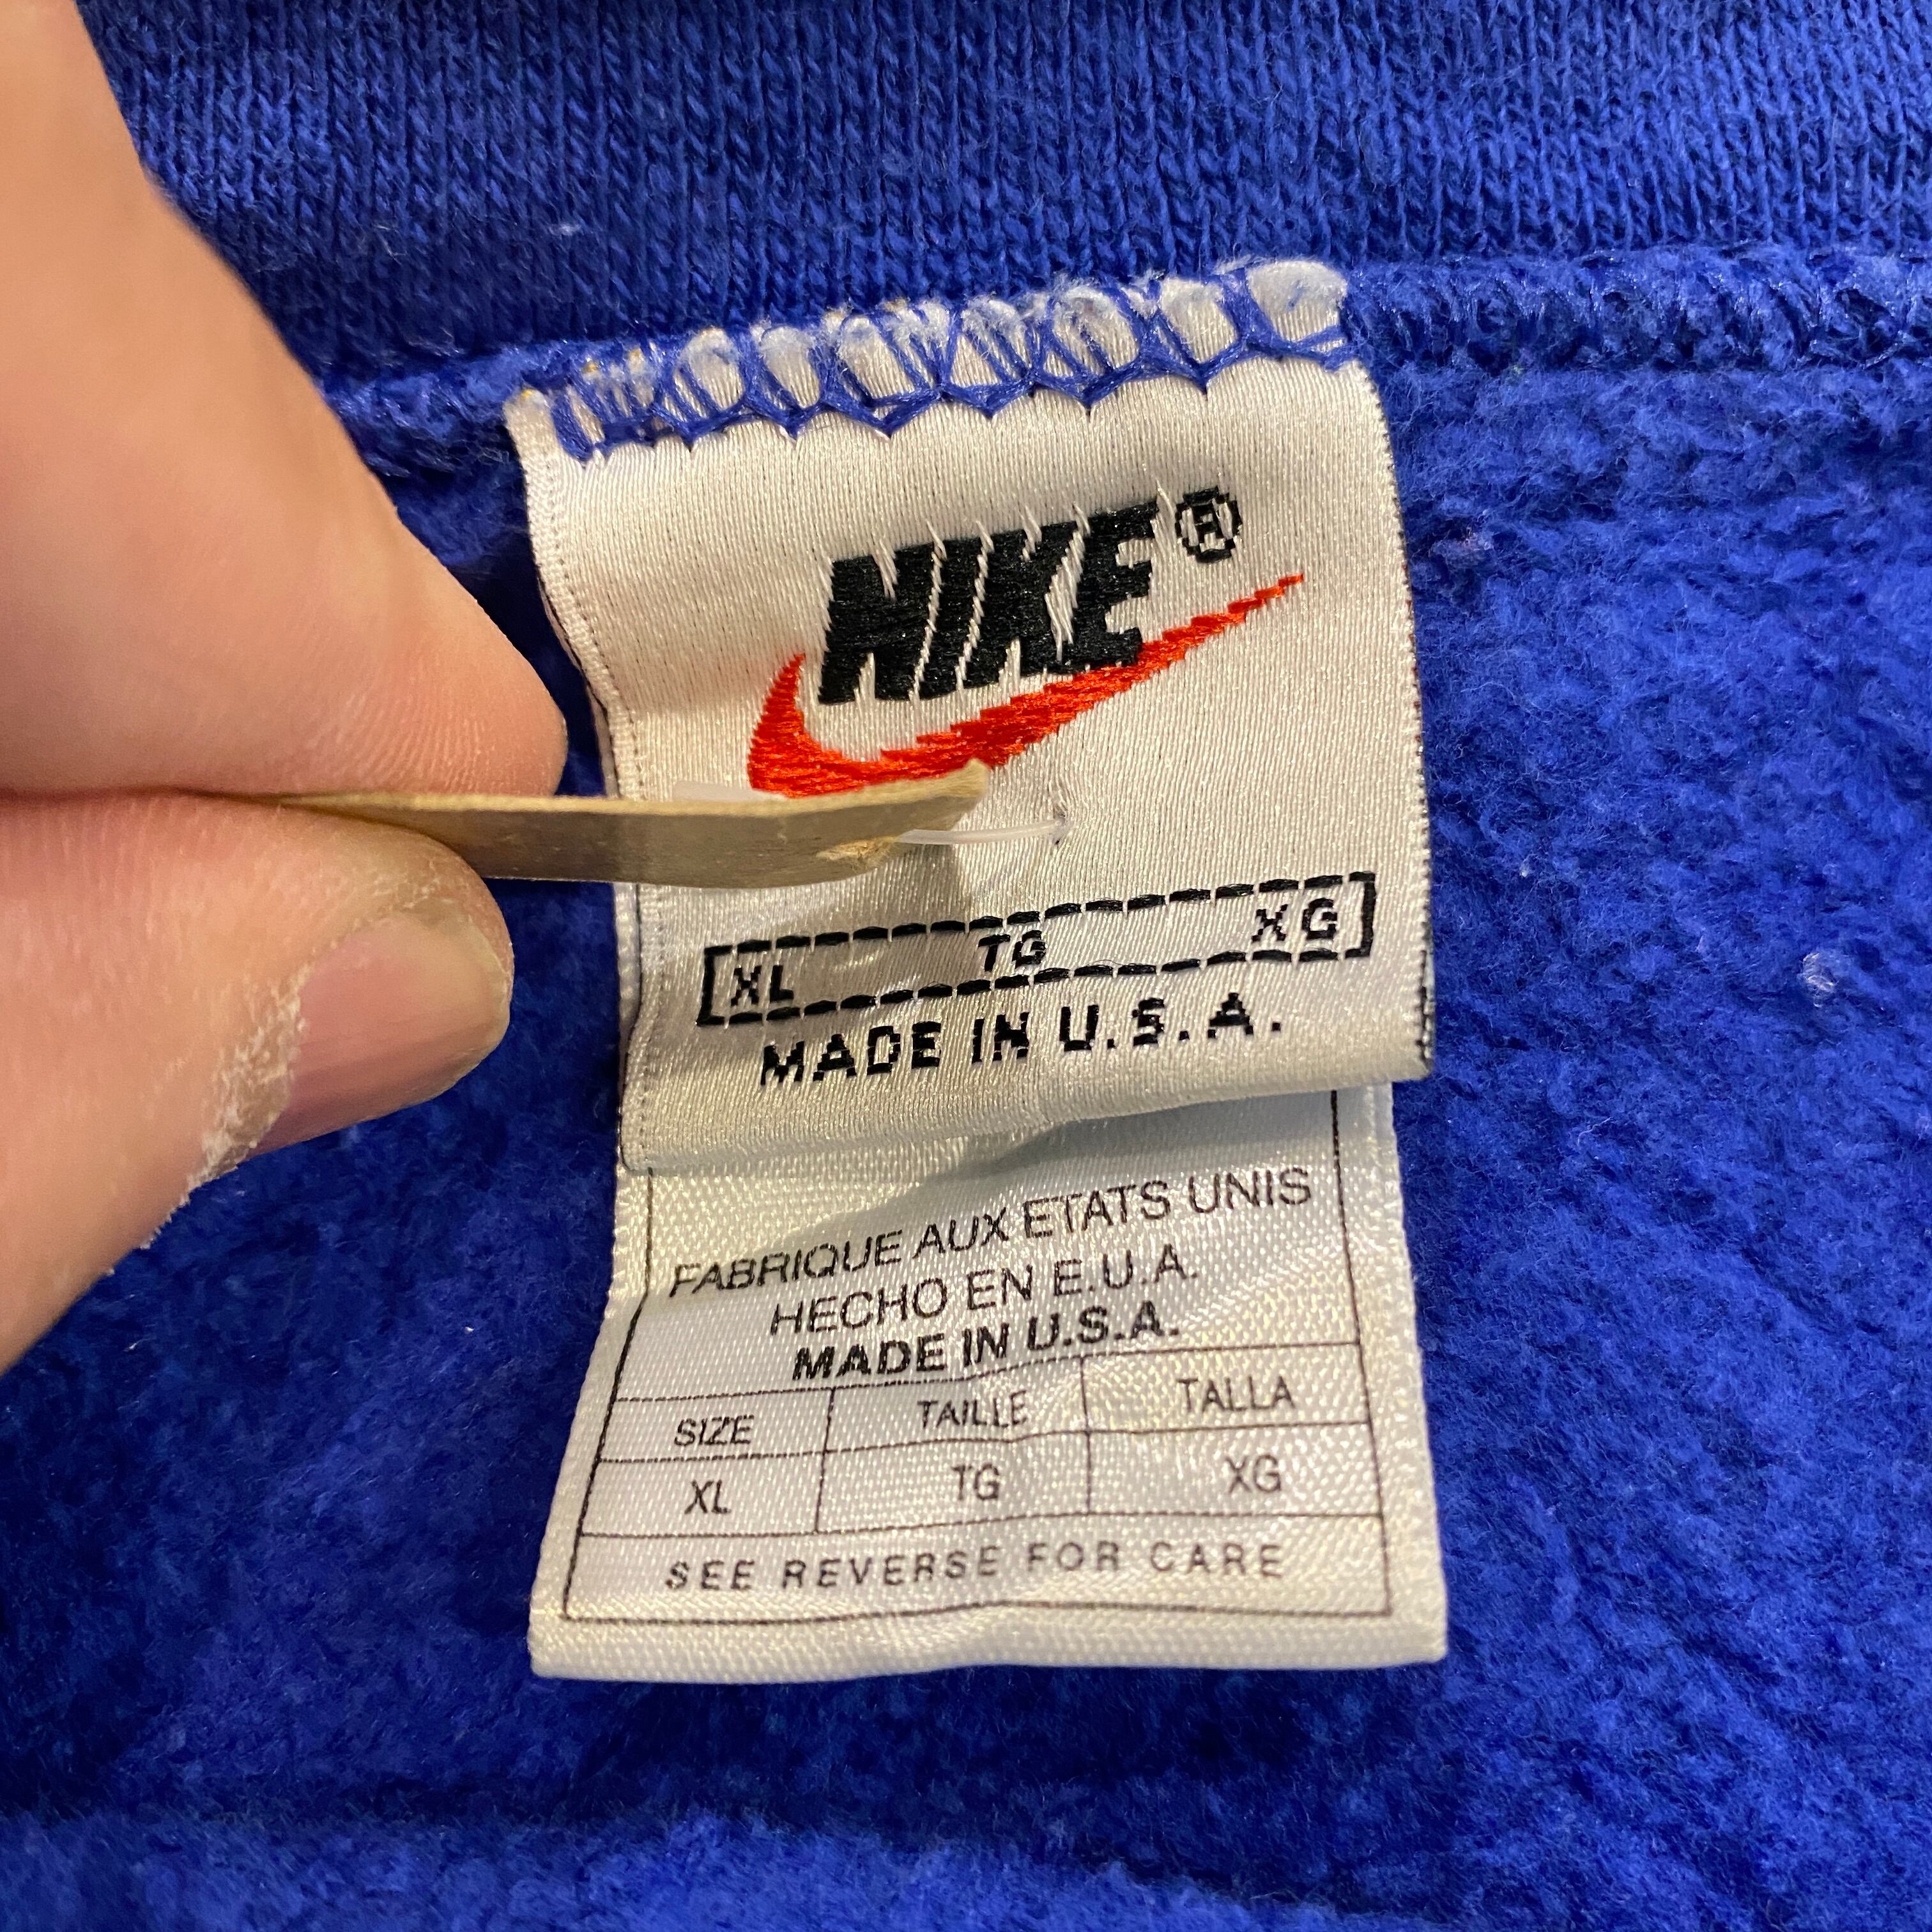 NIKE®
XL TG XG
MADE IN U.S.A.
FABRIQUE AUX ETATS UNIS
HECHO EN E.U.A.
MADE IN U.S.A.
SIZE TAILLE TALLA
XL TG XG
SEE REVERSE FOR CARE